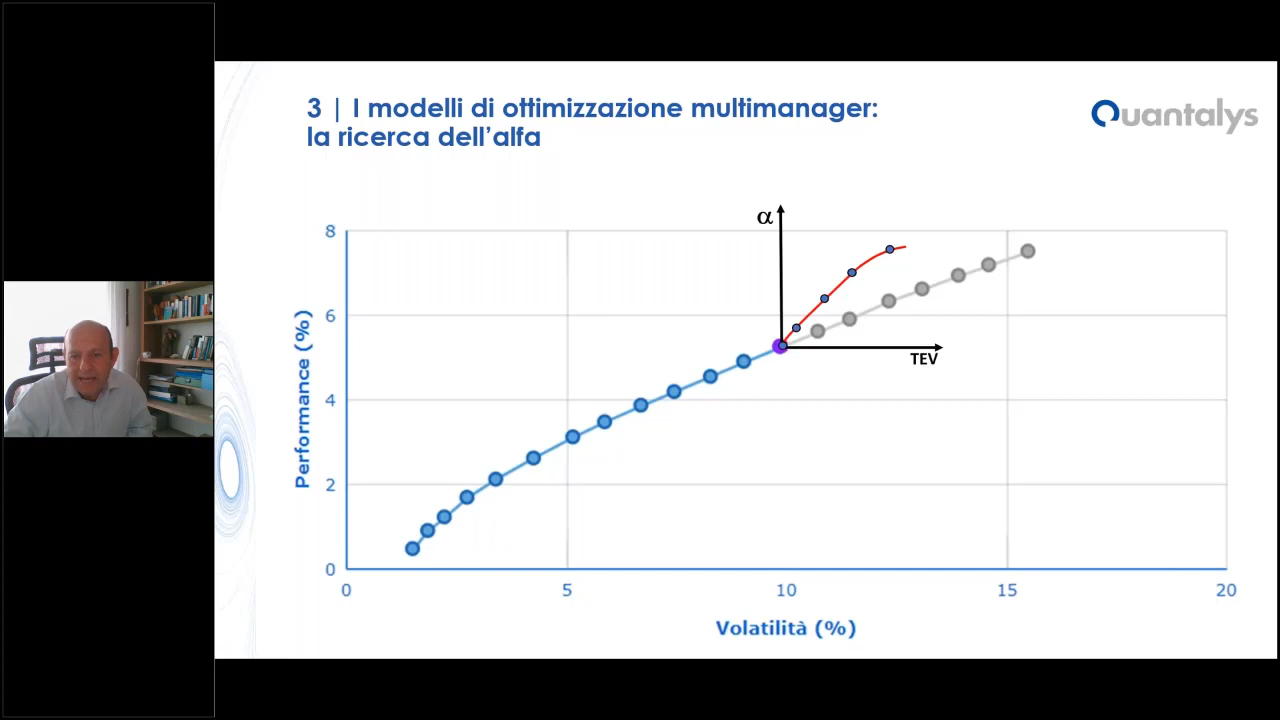 3 | I modelli di ottimizzazione multimanager:
la ricerca dell’alfa
Quantalys
α
TEV
Performance (%)
8
6
4
2
0
0 5 10 15 20
Volatilità (%)